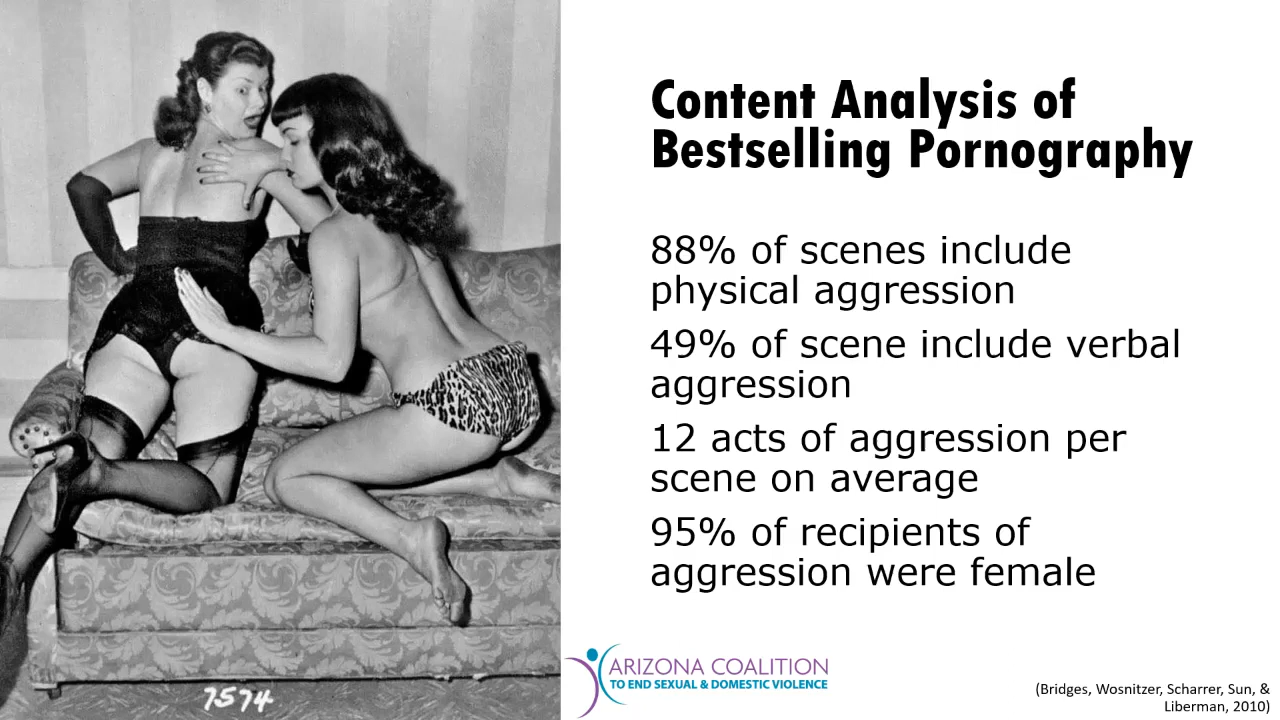 Content Analysis of
Bestselling Pornography
88% of scenes include
physical aggression
49% of scene include verbal
aggression
12 acts of aggression per
scene on average
95% of recipients of
aggression were female
7574
ARIZONA COALITION
TO END SEXUAL & DOMESTIC VIOLENCE
(Bridges, Wosnitzer, Scharrer, Sun, &
Liberman, 2010)